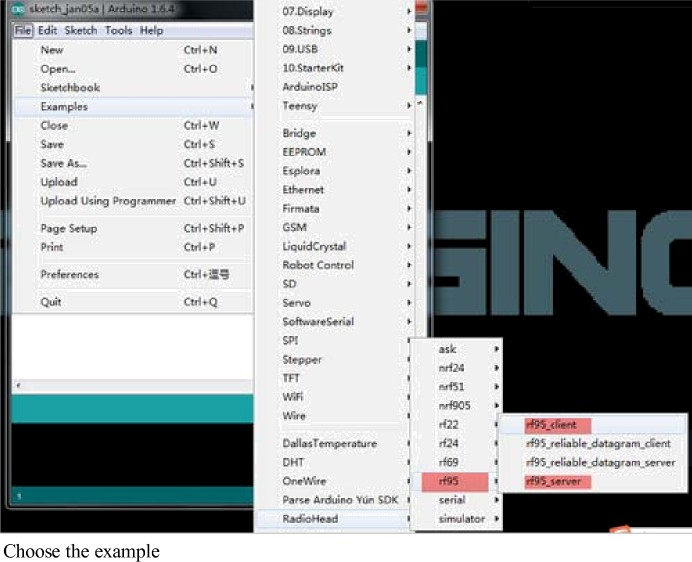 sketch_jan05a | Arduino 1.6.4
File Edit Sketch Tools Help
New Ctrl+N
Open... Ctrl+O
Sketchbook
Examples
Close Ctrl+W
Save Ctrl+S
Save As... Ctrl+Shift+S
Upload Ctrl+U
Upload Using Programmer Ctrl+Shift+U
Page Setup Ctrl+Shift+P
Print Ctrl+P
Preferences Ctrl+逗号
Quit Ctrl+Q
07.Display
08.Strings
09.USB
10.StarterKit
ArduinoISP
Teensy
Bridge
EEPROM
Esplora
Ethernet
Firmata
GSM
LiquidCrystal
Robot Control
SD
Servo
SoftwareSerial
SPI
Stepper
TFT
WiFi
Wire
DallasTemperature
DHT
OneWire
Parse Arduino Yún SDK
RadioHead
ask
nrf24
nrf51
nrf905
rf22
rf24
rf69
rf95
serial
simulator
rf95_client
rf95_reliable_datagram_client
rf95_reliable_datagram_server
rf95_server
1
Choose the example